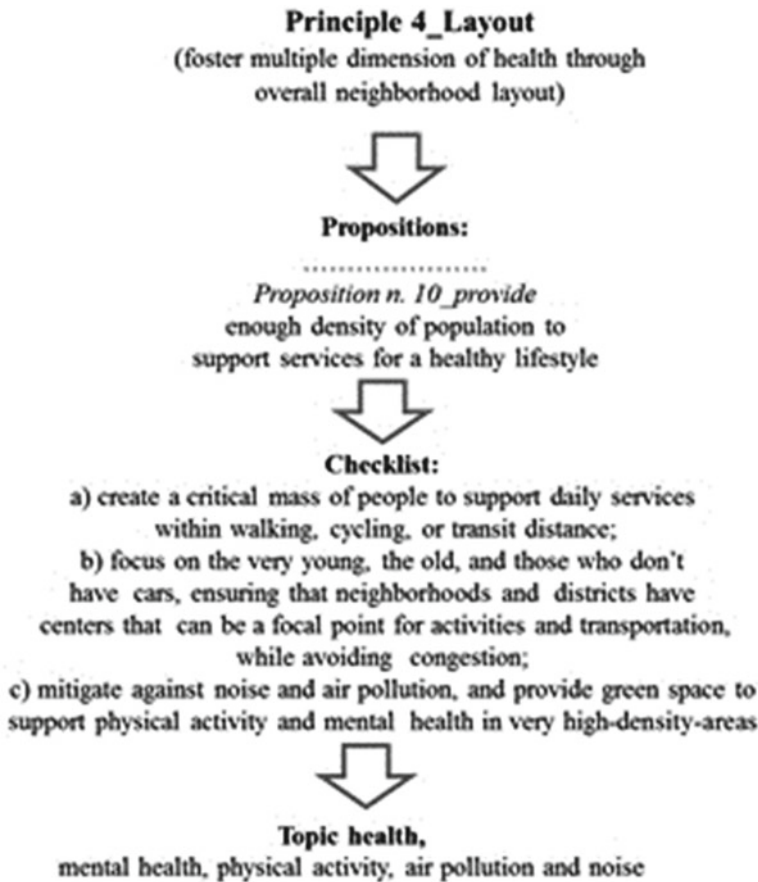 Principle 4_Layout
(foster multiple dimension of health through
overall neighborhood layout)
Propositions:
.....................
Proposition n. 10_provide
enough density of population to
support services for a healthy lifestyle
Checklist:
a) create a critical mass of people to support daily services
within walking, cycling, or transit distance;
b) focus on the very young, the old, and those who don't
have cars, ensuring that neighborhoods and districts have
centers that can be a focal point for activities and transportation,
while avoiding congestion;
c) mitigate against noise and air pollution, and provide green space to
support physical activity and mental health in very high-density-areas
Topic health,
mental health, physical activity, air pollution and noise